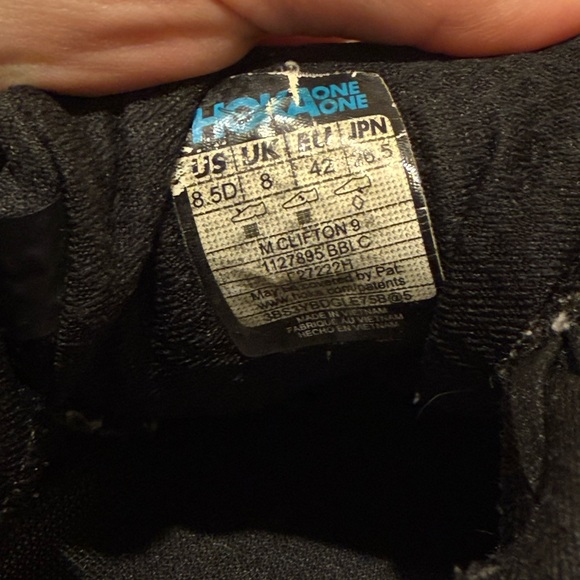 HOKA ONE ONE
US UK EU JPN
8.5D 8 42 26.5
M CLIFTON 9
1127895 BBLC
F27222H
May be covered by Pat.
www.hoka.com/patents
MADE IN VIETNAM
FABRIQUÉ AU VIETNAM
HECHO EN VIETNAM